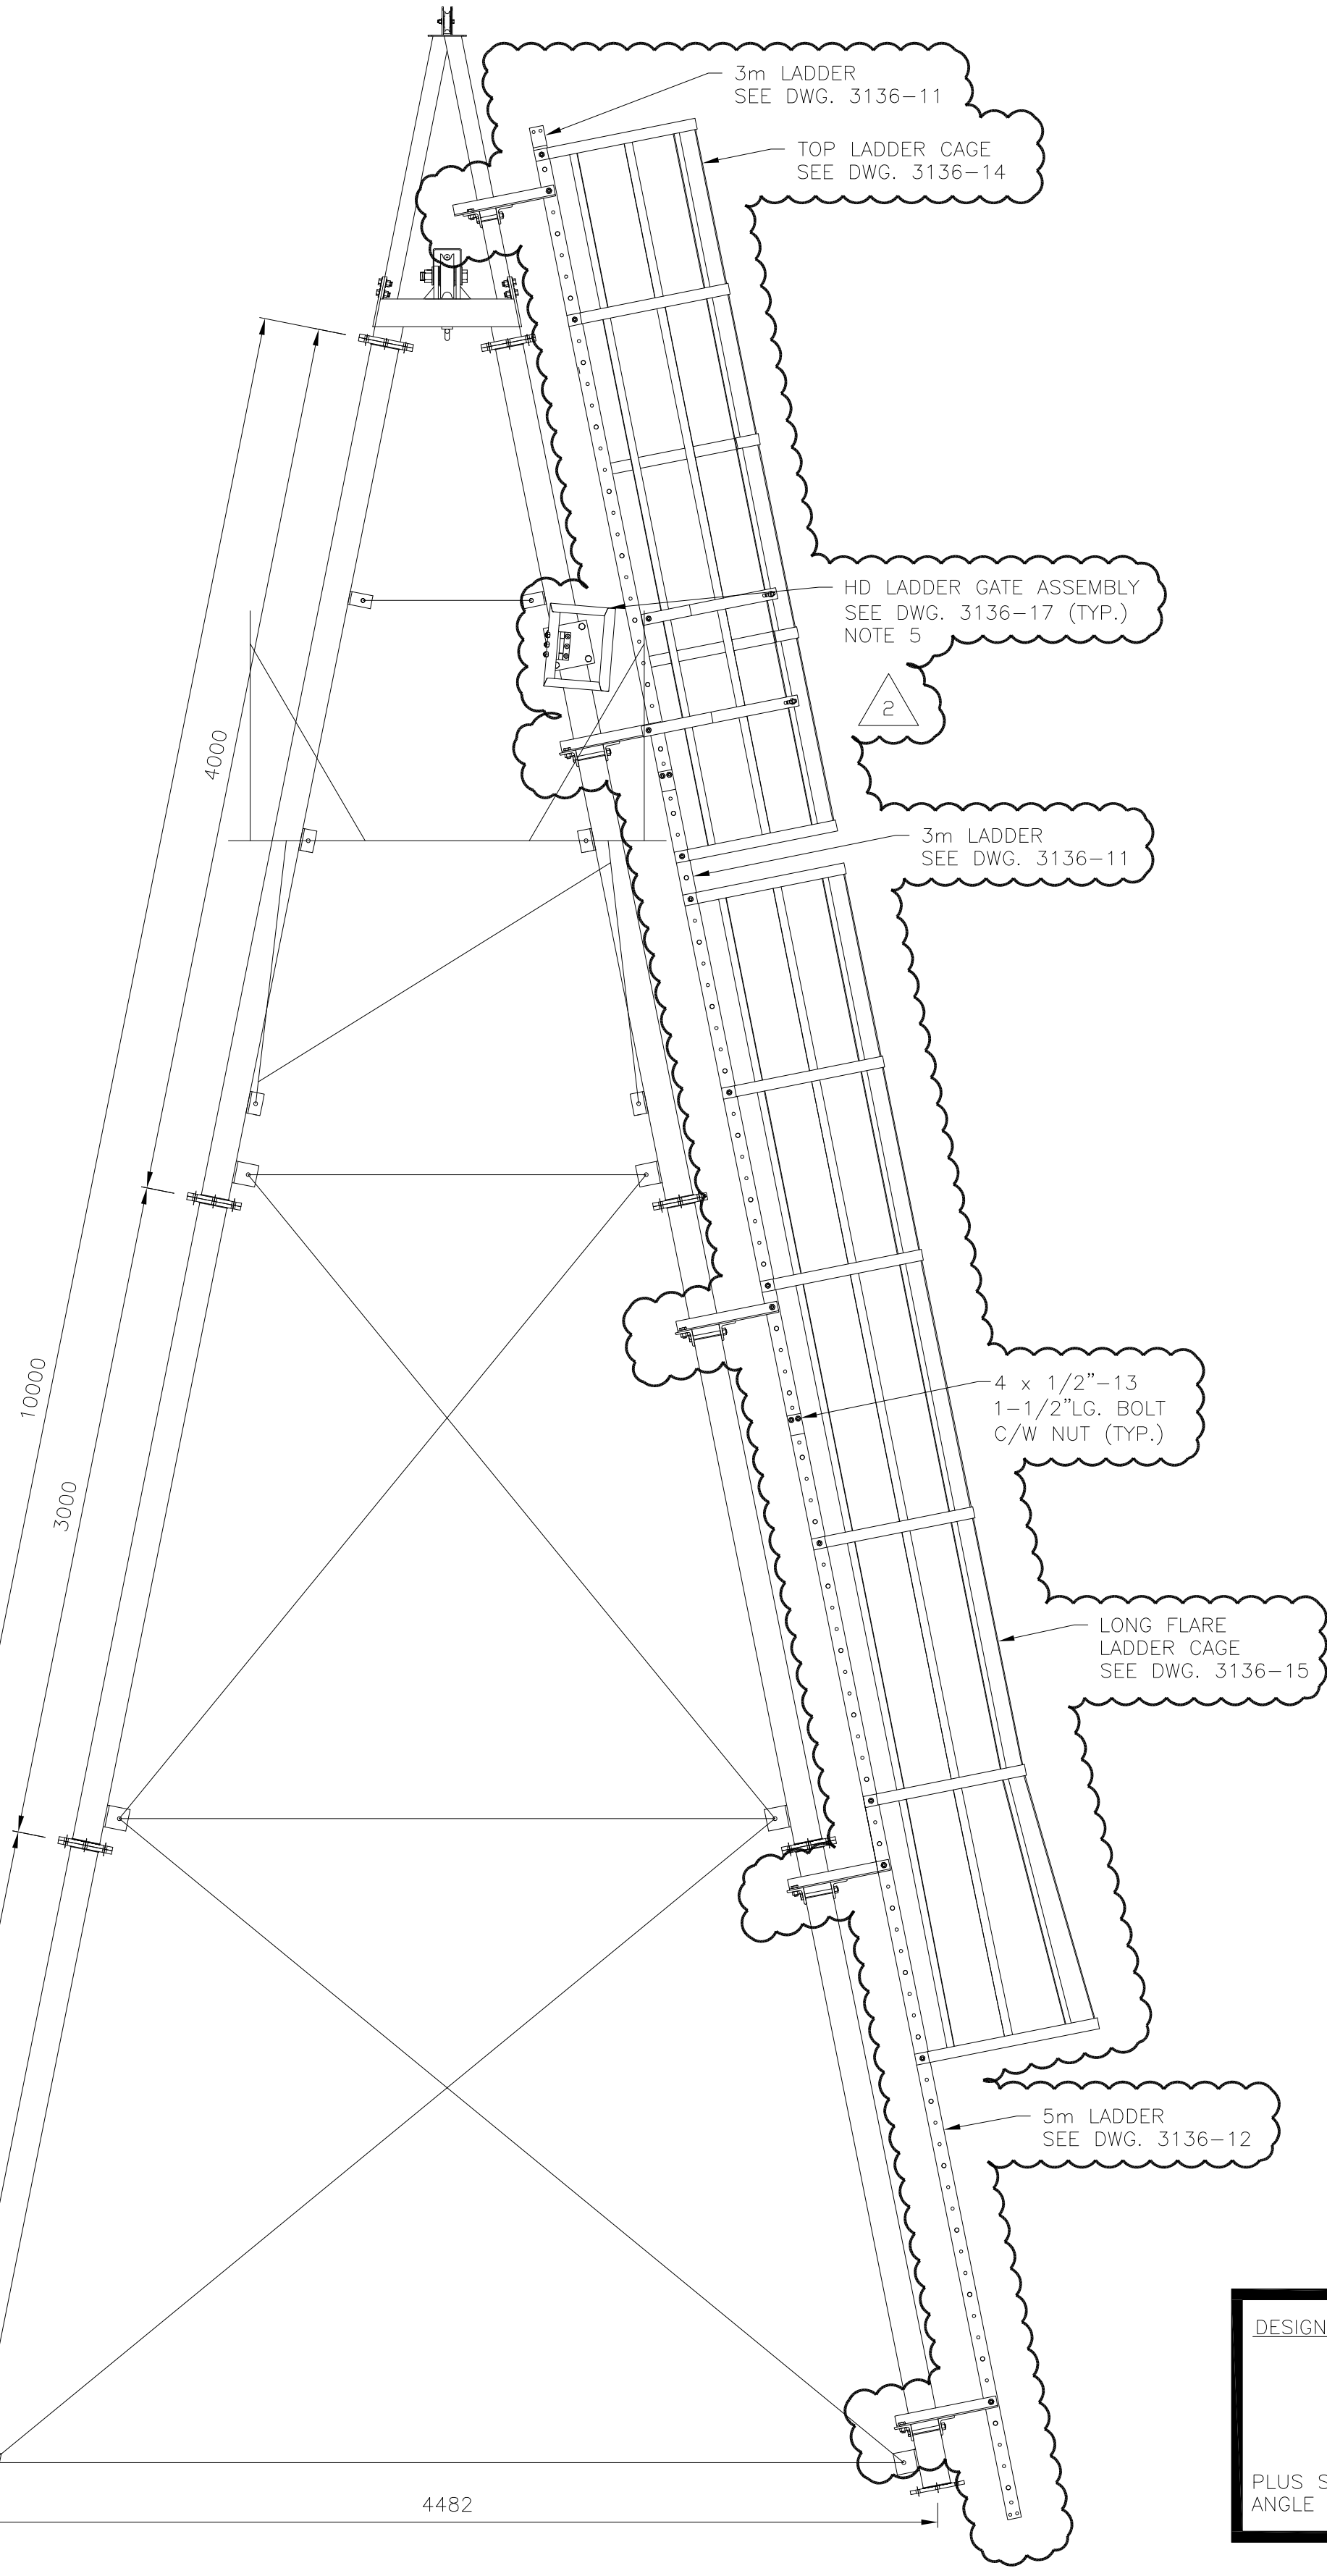 3m LADDER
SEE DWG. 3136-11
TOP LADDER CAGE
SEE DWG. 3136-14
HD LADDER GATE ASSEMBLY
SEE DWG. 3136-17 (TYP.)
NOTE 5
2
4000
3m LADDER
SEE DWG. 3136-11
10000
3000
4 x 1/2"-13
1-1/2"LG. BOLT
C/W NUT (TYP.)
LONG FLARE
LADDER CAGE
SEE DWG. 3136-15
5m LADDER
SEE DWG. 3136-12
DESIGN
PLUS S
ANGLE
4482